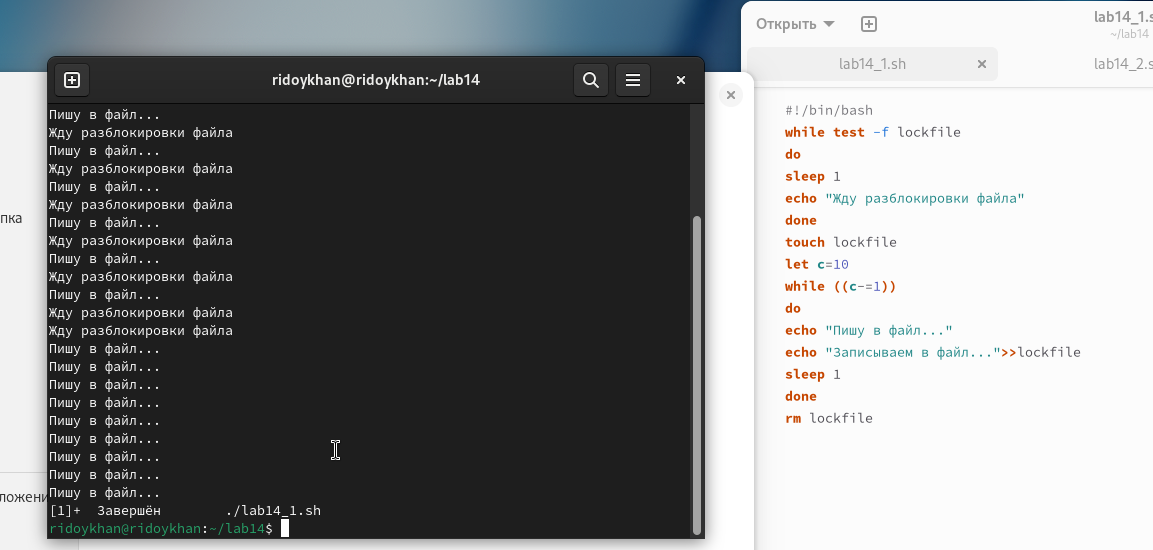 ridoykhan@ridoykhan:~/lab14
Пишу в файл...
Жду разблокировки файла
Пишу в файл...
Жду разблокировки файла
Пишу в файл...
Жду разблокировки файла
Пишу в файл...
Жду разблокировки файла
Пишу в файл...
Жду разблокировки файла
Пишу в файл...
Жду разблокировки файла
Жду разблокировки файла
Пишу в файл...
Пишу в файл...
Пишу в файл...
Пишу в файл...
Пишу в файл...
Пишу в файл...
Пишу в файл...
Пишу в файл...
Пишу в файл...
[1]+  Завершён        ./lab14_1.sh
ridoykhan@ridoykhan:~/lab14$
пка
ложени
Открыть
lab14_1.s
~/lab14
lab14_1.sh
lab14_2.s
#!/bin/bash
while test -f lockfile
do
sleep 1
echo "Жду разблокировки файла"
done
touch lockfile
let c=10
while ((c-=1))
do
echo "Пишу в файл..."
echo "Записываем в файл...">>lockfile
sleep 1
done
rm lockfile